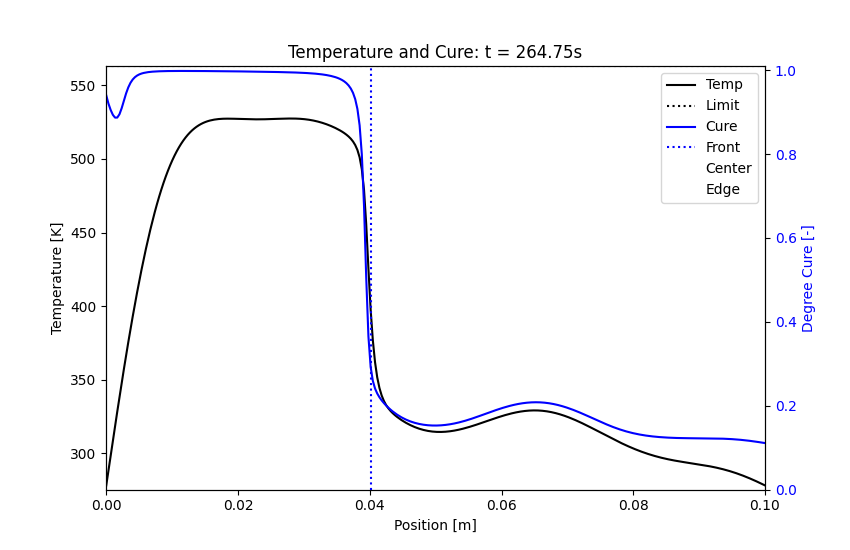 Temperature and Cure: t = 264.75s
Temp
Limit
Cure
Front
Center
Edge
550
500
450
400
350
300
Temperature [K]
1.0
0.8
0.6
0.4
0.2
0.0
Degree Cure [-]
0.00
0.02
0.04
0.06
0.08
0.10
Position [m]